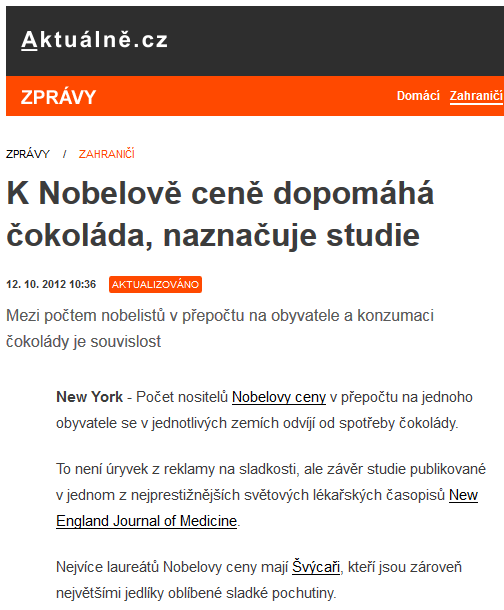 Aktuálně.cz
ZPRÁVY
Domácí Zahraničí
ZPRÁVY / ZAHRANIČÍ
K Nobelově ceně dopomáhá
čokoláda, naznačuje studie
12. 10. 2012 10:36 AKTUALIZOVÁNO
Mezi počtem nobelistů v přepočtu na obyvatele a konzumaci
čokolády je souvislost
New York - Počet nositelů Nobelovy ceny v přepočtu na jednoho
obyvatele se v jednotlivých zemích odvíjí od spotřeby čokolády.
To není úryvek z reklamy na sladkosti, ale závěr studie publikované
v jednom z nejprestižnějších světových lékařských časopisů New
England Journal of Medicine.
Nejvíce laureátů Nobelovy ceny mají Švýcaři, kteří jsou zároveň
největšími jedlíky oblíbené sladké pochutiny.